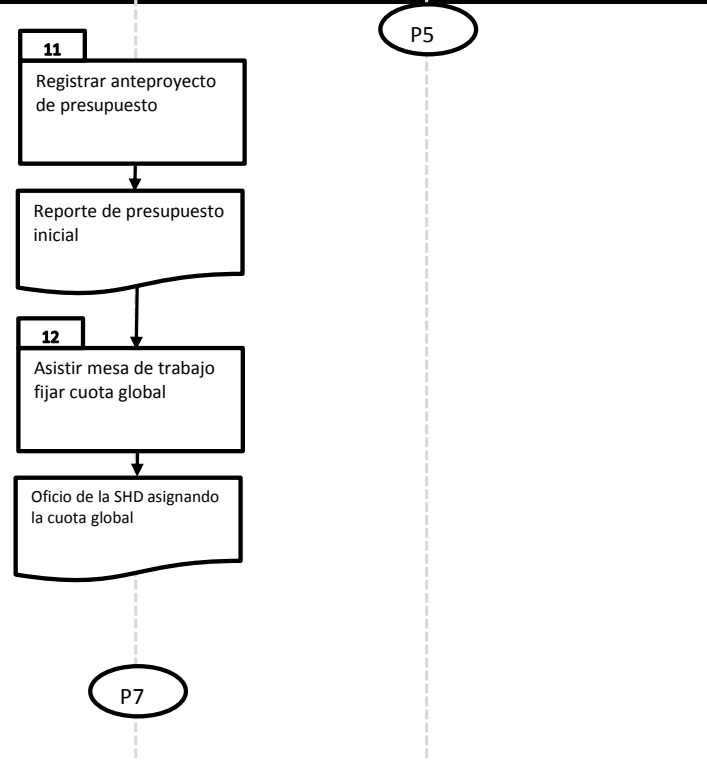 P5
11
Registrar anteproyecto
de presupuesto
Reporte de presupuesto
inicial
12
Asistir mesa de trabajo
fijar cuota global
Oficio de la SHD asignando
la cuota global
P7